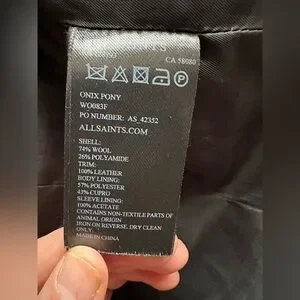 CA 58080
ONIX PONY
WO083F
PO NUMBER: AS_42352
ALLSAINTS.COM
SHELL:
74% WOOL
26% POLYAMIDE
TRIM:
100% LEATHER
BODY LINING:
57% POLYESTER
43% CUPRO
SLEEVE LINING:
100% ACETATE
CONTAINS NON-TEXTILE PARTS OF
ANIMAL ORIGIN
IRON ON REVERSE. DRY CLEAN
ONLY.
MADE IN CHINA